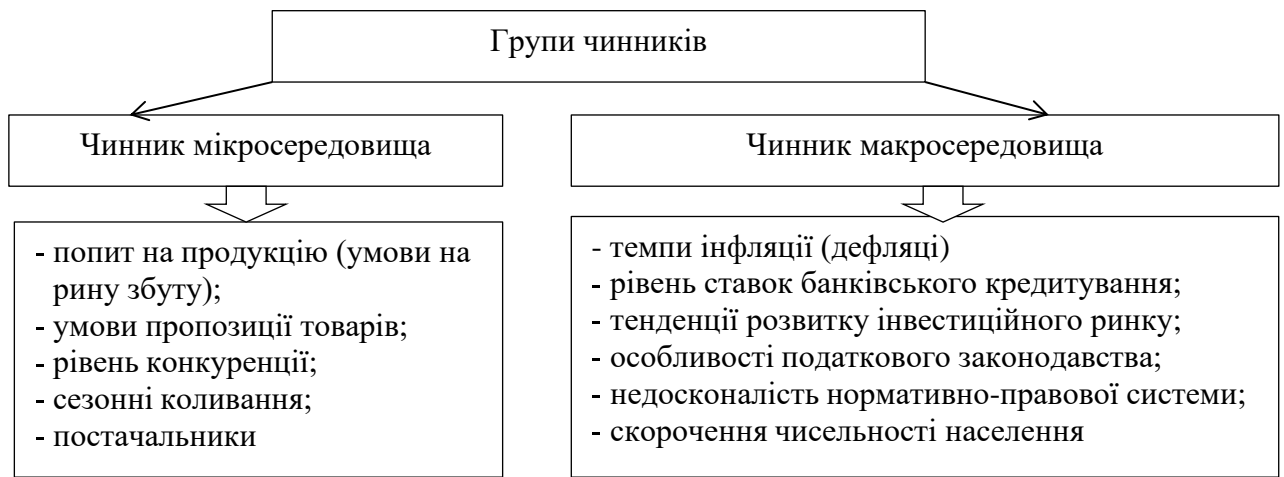 Групи чинників
Чинник мікросередовища
Чинник макросередовища
- попит на продукцію (умови на
рину збуту);
- умови пропозиції товарів;
- рівень конкуренції;
- сезонні коливання;
- постачальники
- темпи інфляції (дефляці)
- рівень ставок банківського кредитування;
- тенденції розвитку інвестиційного ринку;
- особливості податкового законодавства;
- недосконалість нормативно-правової системи;
- скорочення чисельності населення